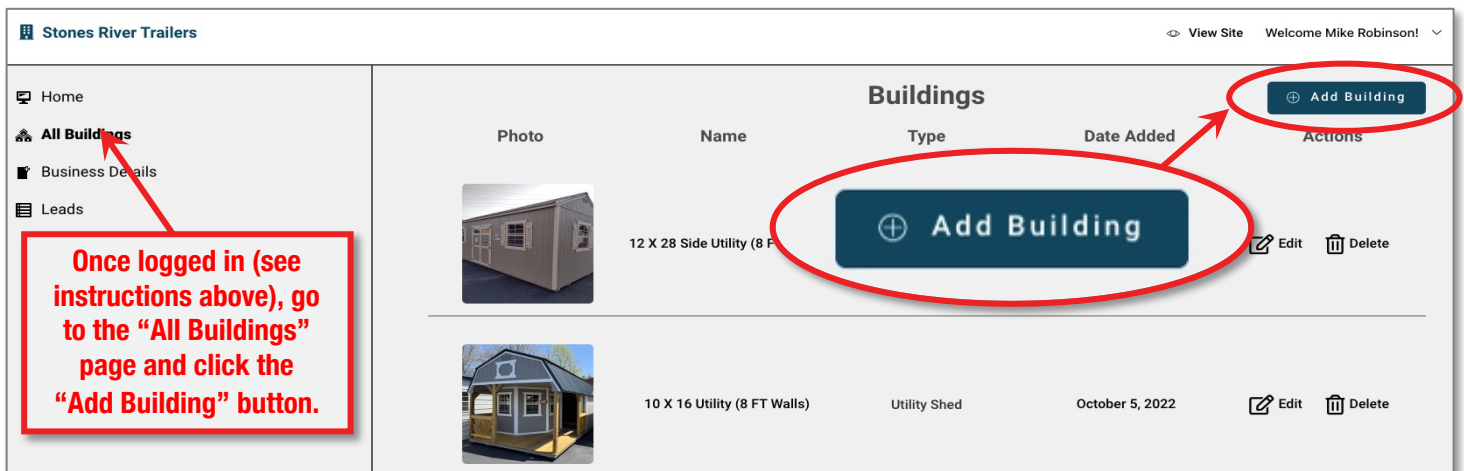 Stones River Trailers
View Site Welcome Mike Robinson!
Home
All Buildings
Business Details
Leads
Once logged in (see
instructions above), go
to the “All Buildings”
page and click the
“Add Building” button.
Buildings
Add Building
Photo Name Type Date Added Actions
12 X 28 Side Utility (8 F
Add Building
Edit Delete
10 X 16 Utility (8 FT Walls) Utility Shed October 5, 2022 Edit Delete